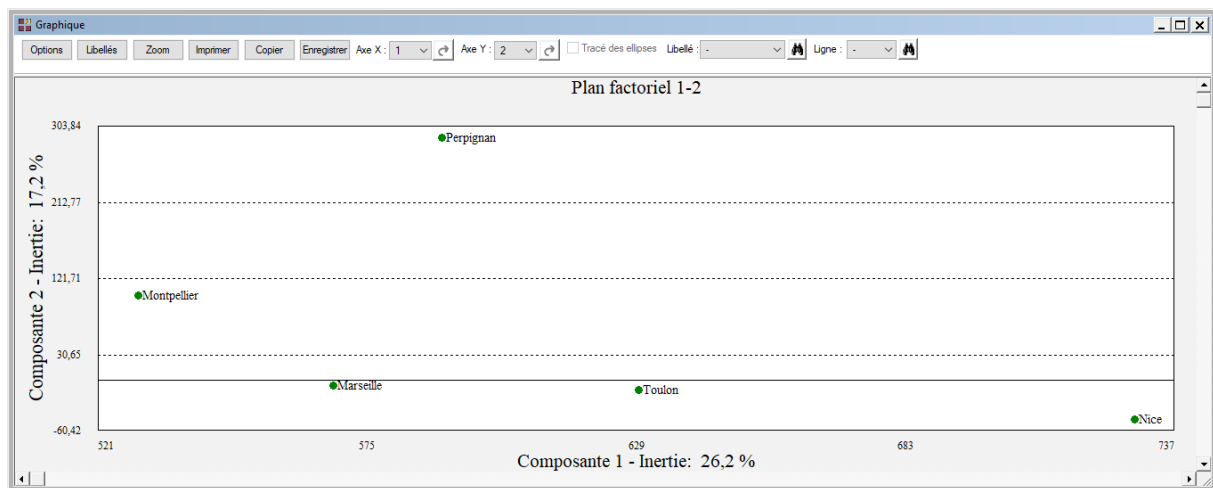 Graphique
Options Libellés Zoom Imprimer Copier Enregistrer Axe X : 1 Axe Y : 2 Tracé des ellipses Libellé : - Ligne : -
Plan factoriel 1-2
303,84
Perpignan
212,77
121,71
Montpellier
30,65
Marseille
Toulon
Nice
-60,42
521 575 629 683 737
Composante 1 - Inertie: 26,2 %
Composante 2 - Inertie: 17,2 %